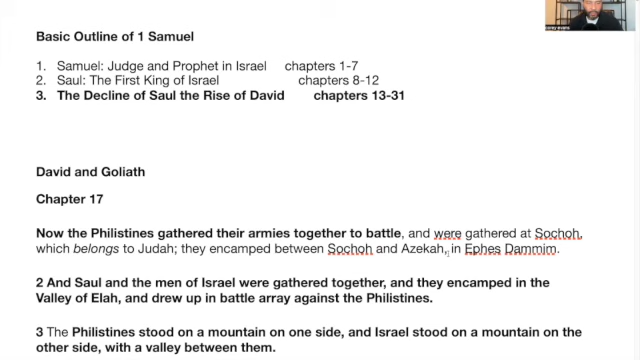 Basic Outline of 1 Samuel
1. Samuel: Judge and Prophet in Israel chapters 1-7
2. Saul: The First King of Israel chapters 8-12
3. The Decline of Saul the Rise of David chapters 13-31
David and Goliath
Chapter 17
Now the Philistines gathered their armies together to battle, and were gathered at Sochoh,
which belongs to Judah; they encamped between Sochoh and Azekah, in Ephes Dammim.
2 And Saul and the men of Israel were gathered together, and they encamped in the
Valley of Elah, and drew up in battle array against the Philistines.
3 The Philistines stood on a mountain on one side, and Israel stood on a mountain on the
other side, with a valley between them.